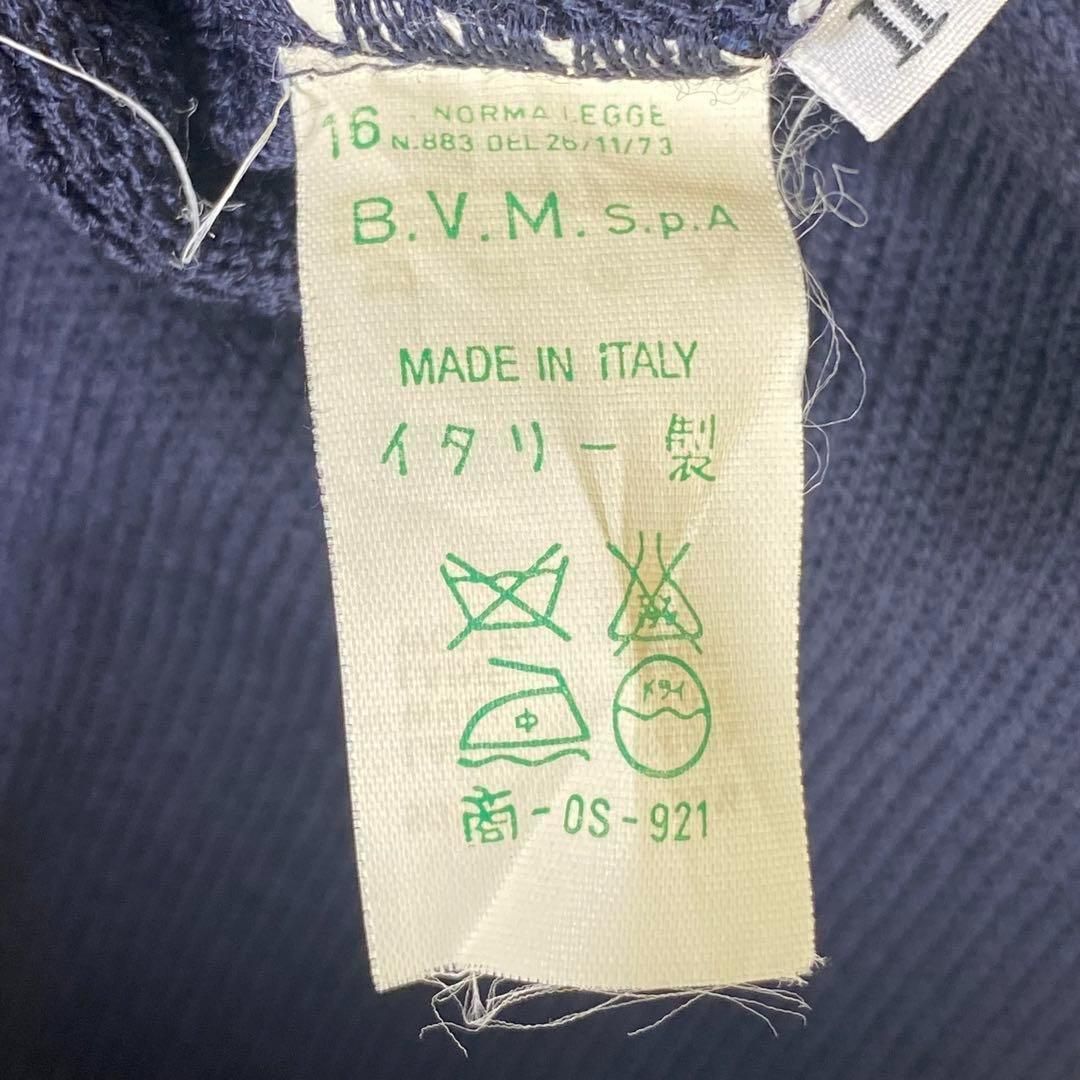 16 NORMA LEGGE
N.883 DEL 26/11/73
B.V.M. S.p.A
MADE IN iTALY
イタリー 製
中
ドライ
商-OS-921